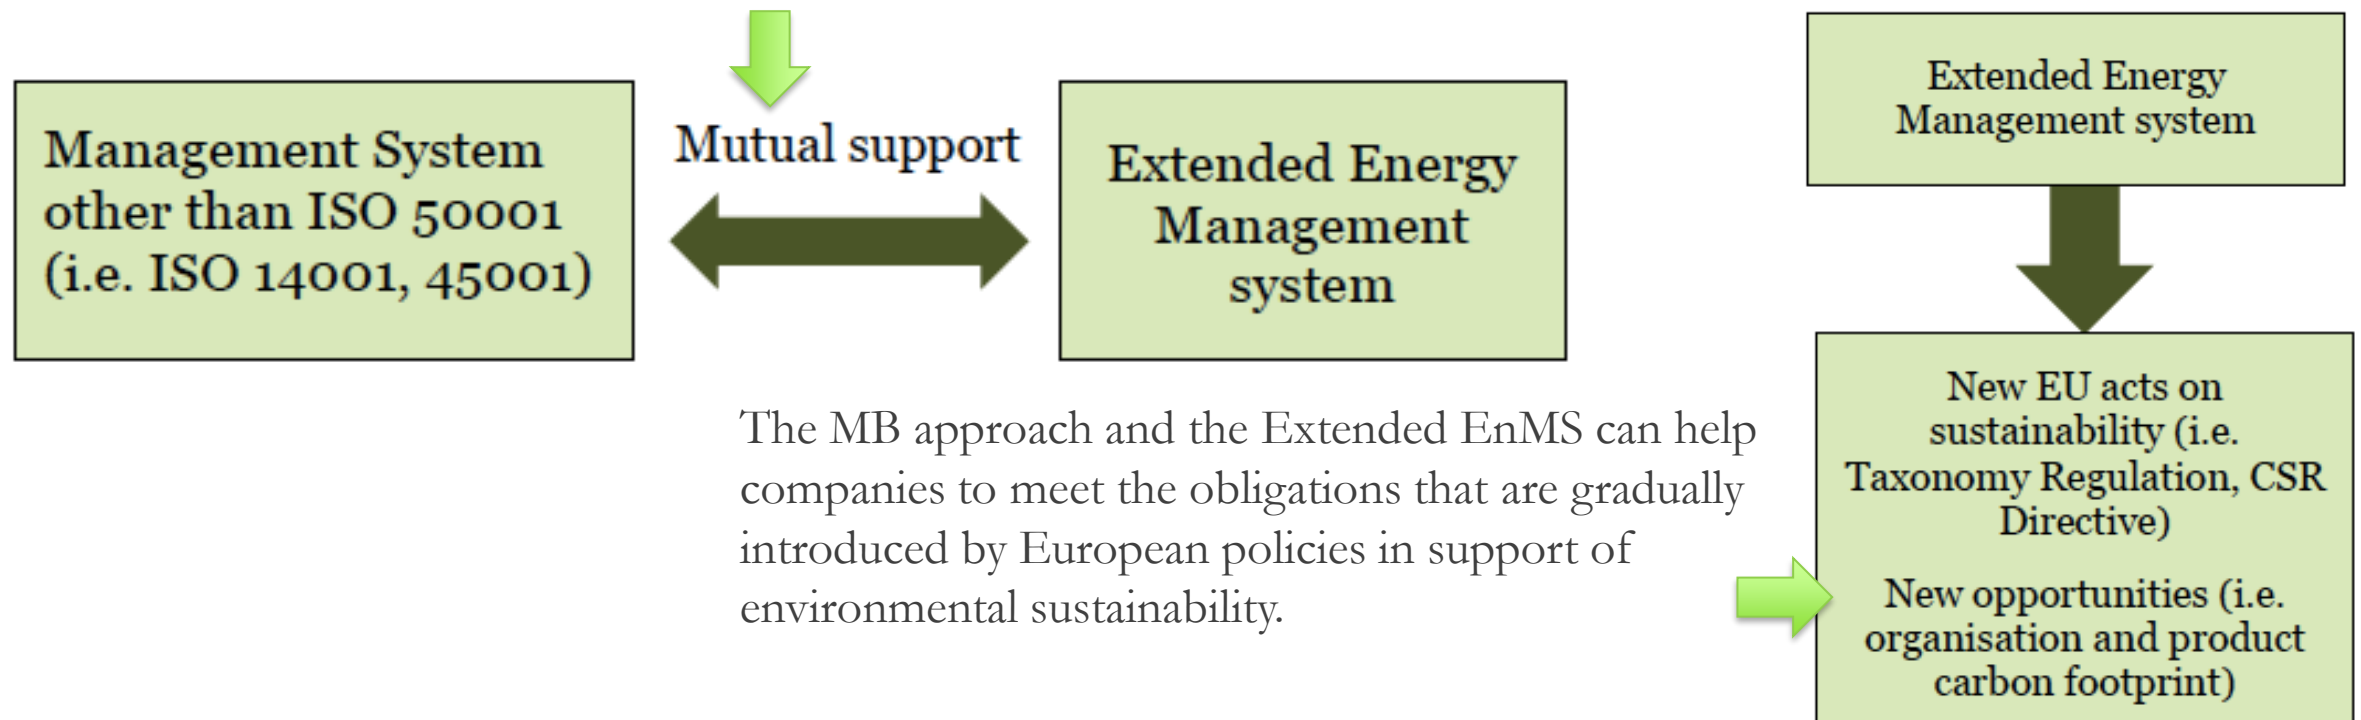 Management System
other than ISO 50001
(i.e. ISO 14001, 45001)
Mutual support
Extended Energy
Management
system
The MB approach and the Extended EnMS can help
companies to meet the obligations that are gradually
introduced by European policies in support of
environmental sustainability.
Extended Energy
Management system
New EU acts on
sustainability (i.e.
Taxonomy Regulation, CSR
Directive)
New opportunities (i.e.
organisation and product
carbon footprint)